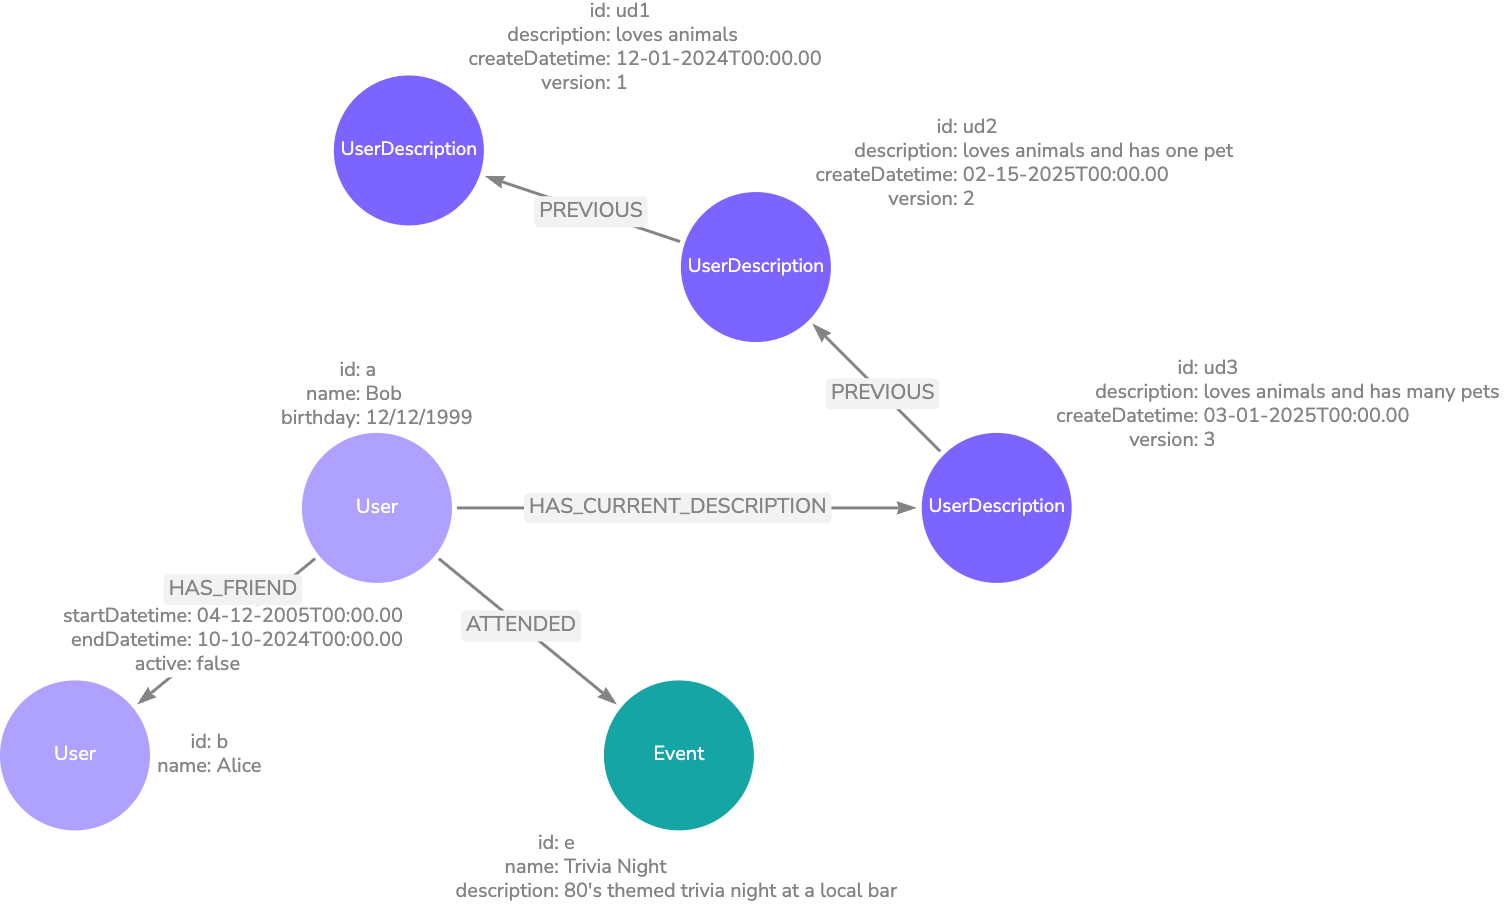 id: ud1
description: loves animals
createDatetime: 12-01-2024T00:00.00
version: 1
UserDescription
PREVIOUS
id: ud2
description: loves animals and has one pet
createDatetime: 02-15-2025T00:00.00
version: 2
UserDescription
PREVIOUS
id: ud3
description: loves animals and has many pets
createDatetime: 03-01-2025T00:00.00
version: 3
UserDescription
id: a
name: Bob
birthday: 12/12/1999
User
HAS_CURRENT_DESCRIPTION
HAS_FRIEND
startDatetime: 04-12-2005T00:00.00
endDatetime: 10-10-2024T00:00.00
active: false
ATTENDED
User
id: b
name: Alice
Event
id: e
name: Trivia Night
description: 80's themed trivia night at a local bar